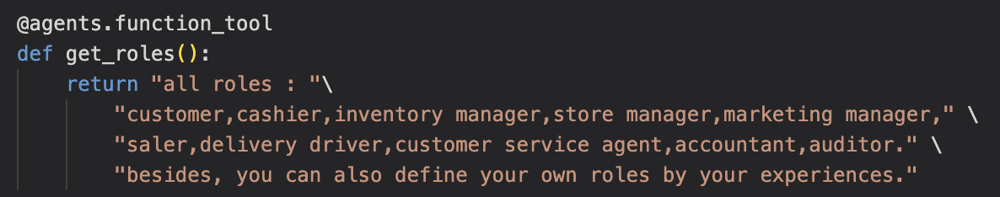 @agents.function_tool
def get_roles():
    return "all roles : "\
        "customer,cashier,inventory manager,store manager,marketing manager," \
        "saler,delivery driver,customer service agent,accountant,auditor." \
        "besides, you can also define your own roles by your experiences."